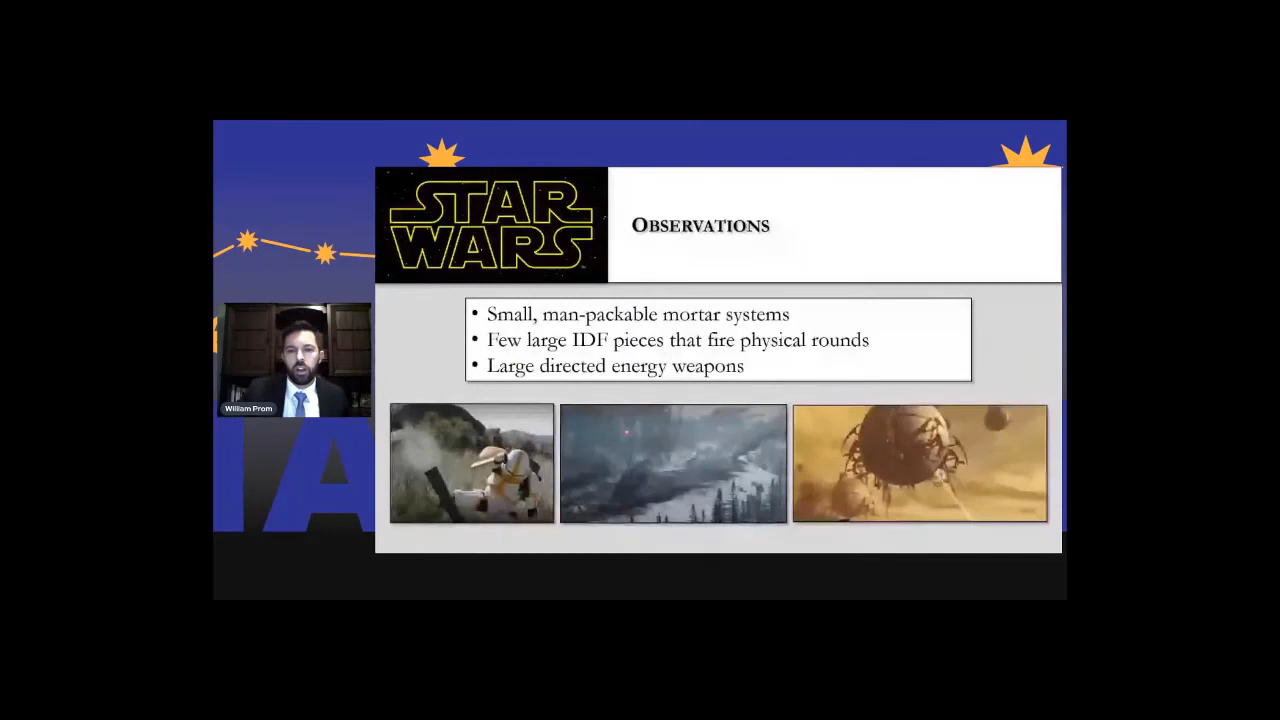 STAR
WARS
OBSERVATIONS
• Small, man-packable mortar systems
• Few large IDF pieces that fire physical rounds
• Large directed energy weapons
William Prom